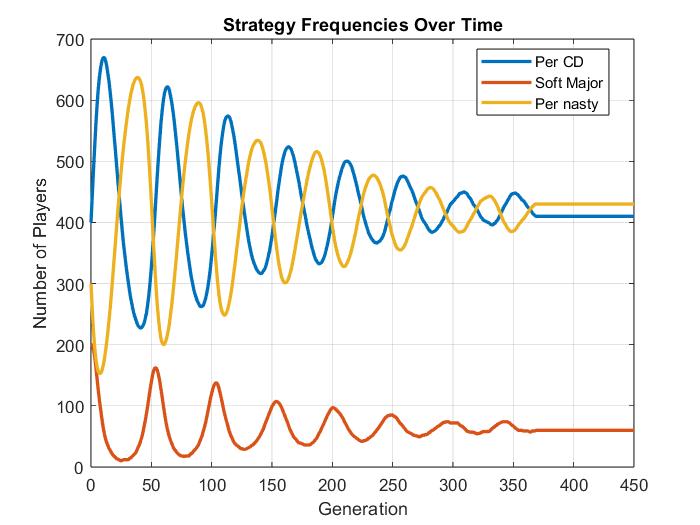 Strategy Frequencies Over Time
Per CD
Soft Major
Per nasty
Number of Players
700
600
500
400
300
200
100
0
0 50 100 150 200 250 300 350 400 450
Generation